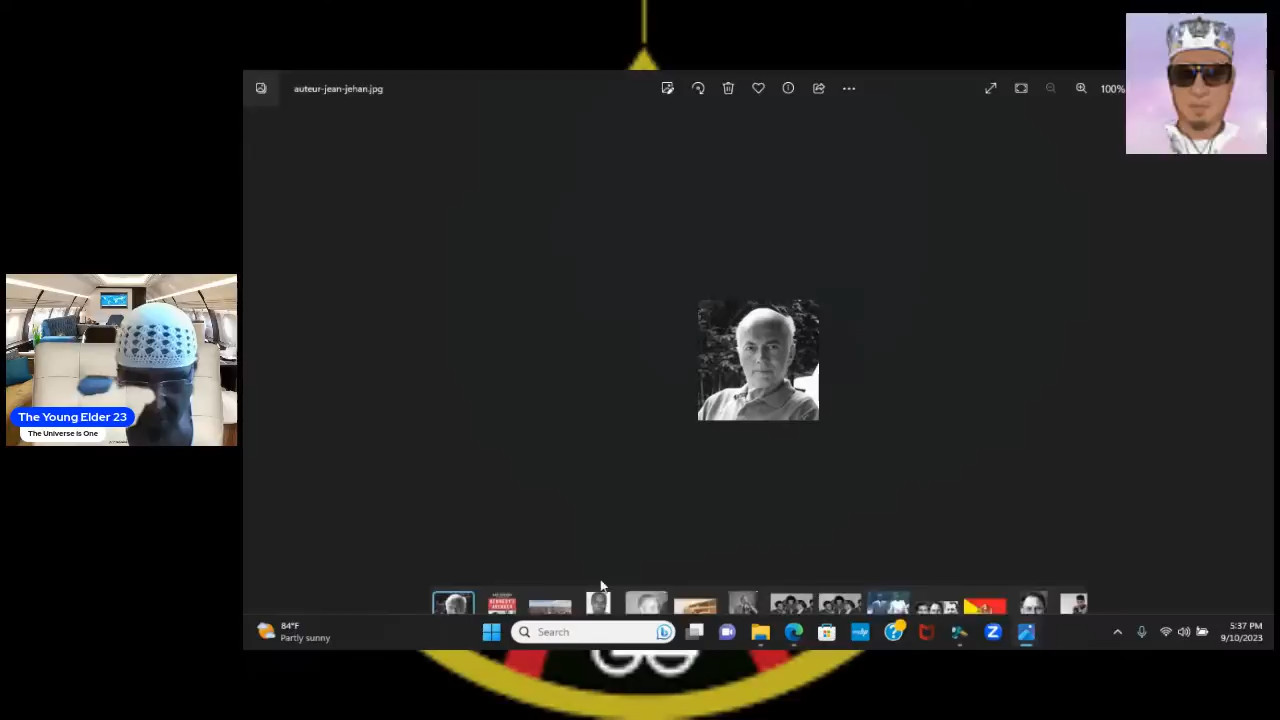 auteur-jean-jehan.jpg
100%
The Young Elder 23
The Universe is One
84°F
Partly sunny
Search
5:37 PM
9/10/2023